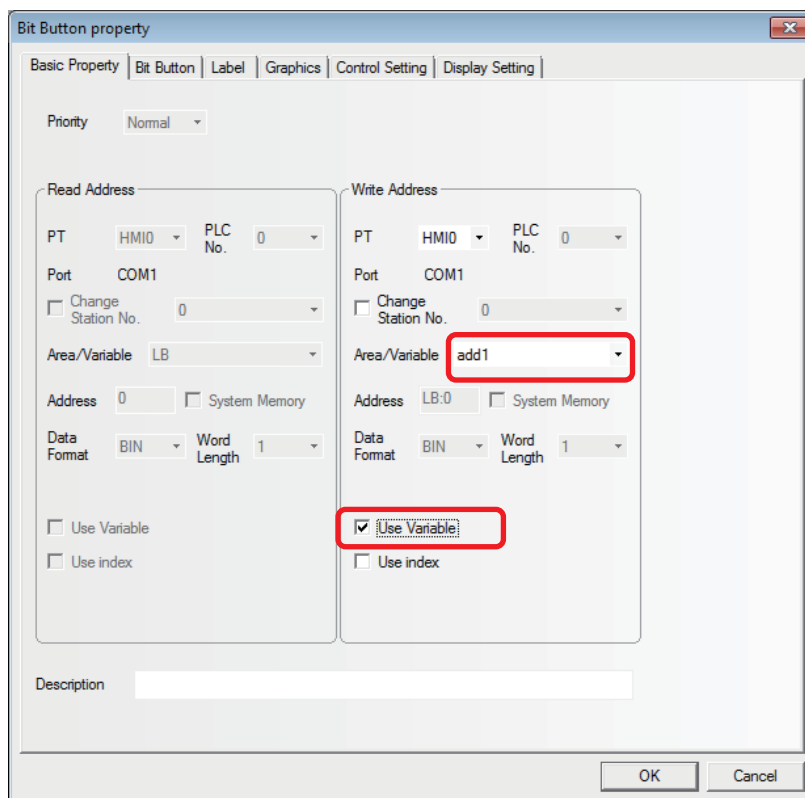 Bit Button property
Basic Property Bit Button Label Graphics Control Setting Display Setting
Priority Normal
Read Address
PT HMI0 PLC No. 0
Port COM1
Change Station No. 0
Area/Variable LB
Address 0 System Memory
Data Format BIN Word Length 1
Use Variable
Use index
Write Address
PT HMI0 PLC No. 0
Port COM1
Change Station No. 0
Area/Variable add1
Address LB:0 System Memory
Data Format BIN Word Length 1
Use Variable
Use index
Description
OK Cancel